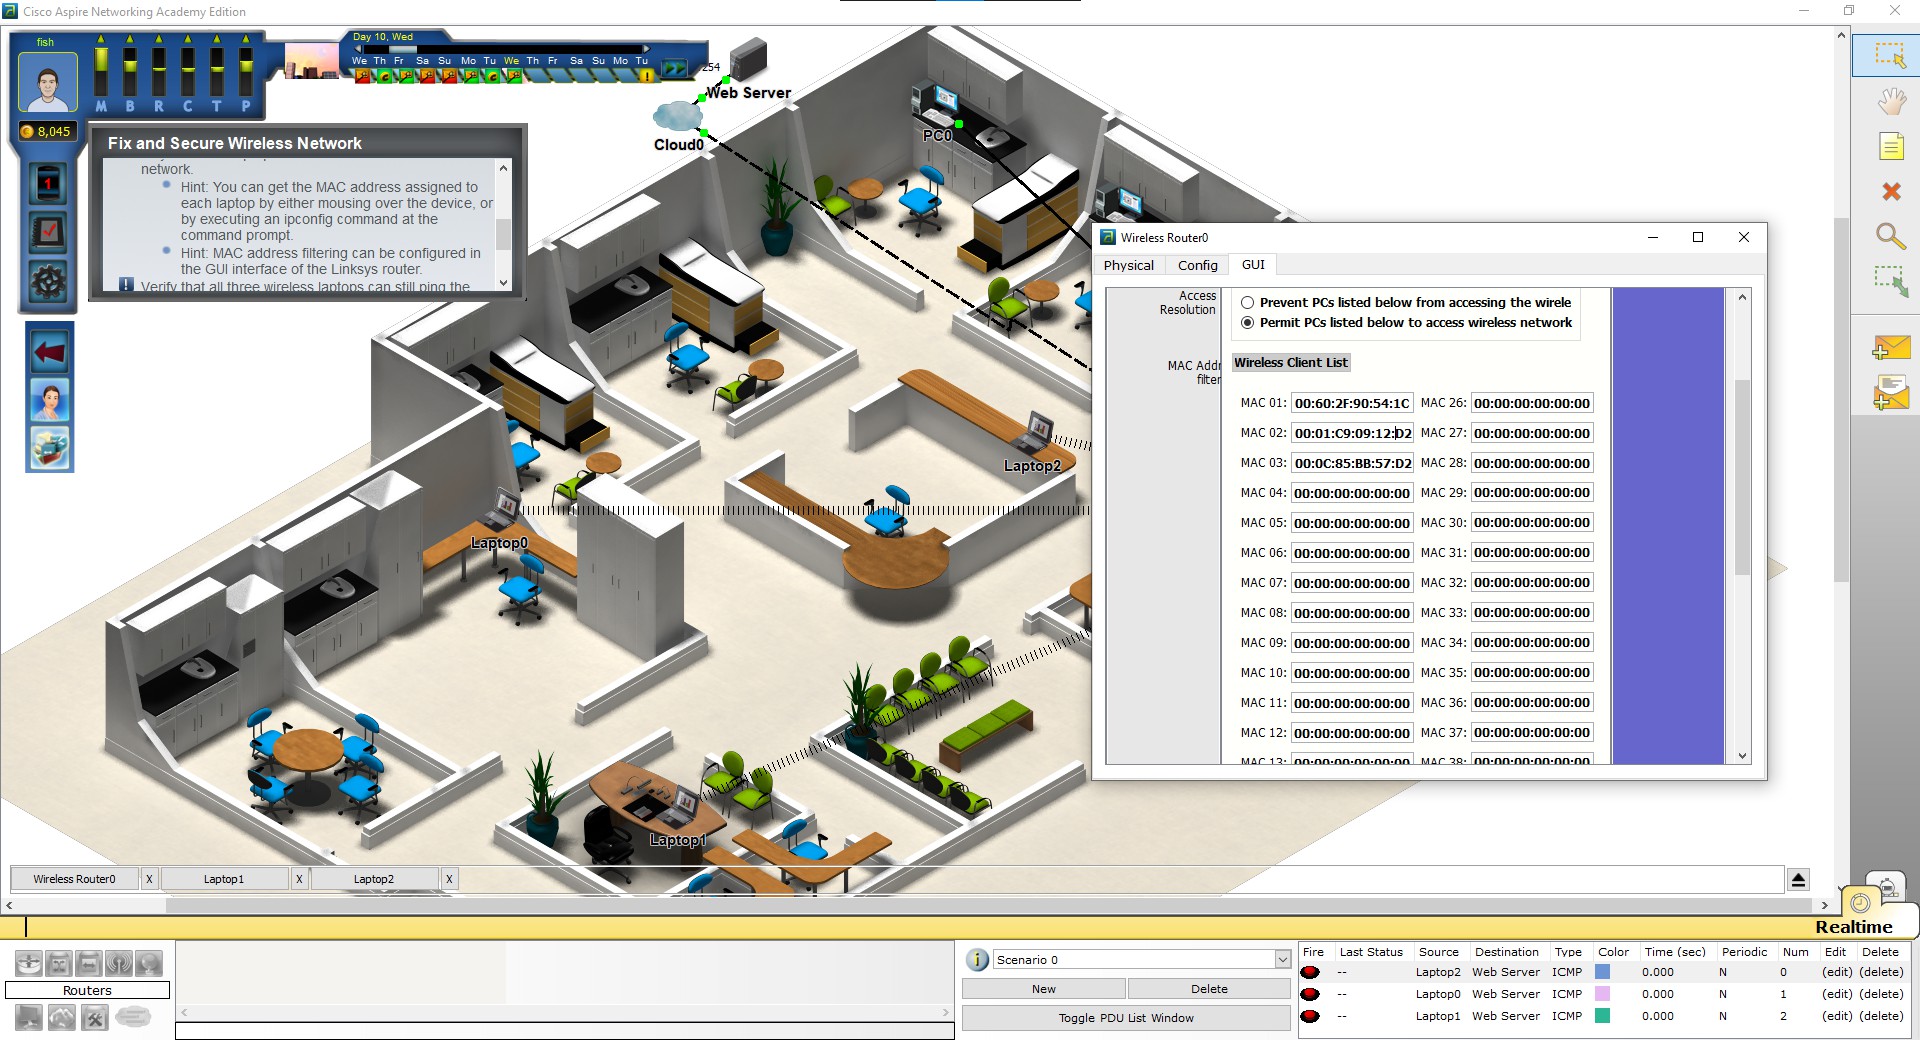 Cisco Aspire Networking Academy Edition
fish
M B R C T P
8,045
Day 10, Wed
We Th Fr Sa Su Mo Tu We Th Fr Sa Su Mo Tu
254
Web Server
Cloud0
PC0
Fix and Secure Wireless Network
network.
Hint: You can get the MAC address assigned to
each laptop by either mousing over the device, or
by executing an ipconfig command at the
command prompt.
Hint: MAC address filtering can be configured in
the GUI interface of the Linksys router.
Verify that all three wireless laptops can still ping the
1
Laptop2
Laptop0
Laptop1
Wireless Router0
Physical Config GUI
Access
Resolution
Prevent PCs listed below from accessing the wirele
Permit PCs listed below to access wireless network
MAC Addr
filter
Wireless Client List
MAC 01: 00:60:2F:90:54:1C MAC 26: 00:00:00:00:00:00
MAC 02: 00:01:C9:09:12:D2 MAC 27: 00:00:00:00:00:00
MAC 03: 00:0C:85:BB:57:D2 MAC 28: 00:00:00:00:00:00
MAC 04: 00:00:00:00:00:00 MAC 29: 00:00:00:00:00:00
MAC 05: 00:00:00:00:00:00 MAC 30: 00:00:00:00:00:00
MAC 06: 00:00:00:00:00:00 MAC 31: 00:00:00:00:00:00
MAC 07: 00:00:00:00:00:00 MAC 32: 00:00:00:00:00:00
MAC 08: 00:00:00:00:00:00 MAC 33: 00:00:00:00:00:00
MAC 09: 00:00:00:00:00:00 MAC 34: 00:00:00:00:00:00
MAC 10: 00:00:00:00:00:00 MAC 35: 00:00:00:00:00:00
MAC 11: 00:00:00:00:00:00 MAC 36: 00:00:00:00:00:00
MAC 12: 00:00:00:00:00:00 MAC 37: 00:00:00:00:00:00
MAC 13: 00:00:00:00:00:00 MAC 38: 00:00:00:00:00:00
Wireless Router0 X Laptop1 X Laptop2 X
Realtime
Routers
Scenario 0
New Delete
Toggle PDU List Window
Fire Last Status Source Destination Type Color Time (sec) Periodic Num Edit Delete
-- Laptop2 Web Server ICMP 0.000 N 0 (edit) (delete)
-- Laptop0 Web Server ICMP 0.000 N 1 (edit) (delete)
-- Laptop1 Web Server ICMP 0.000 N 2 (edit) (delete)